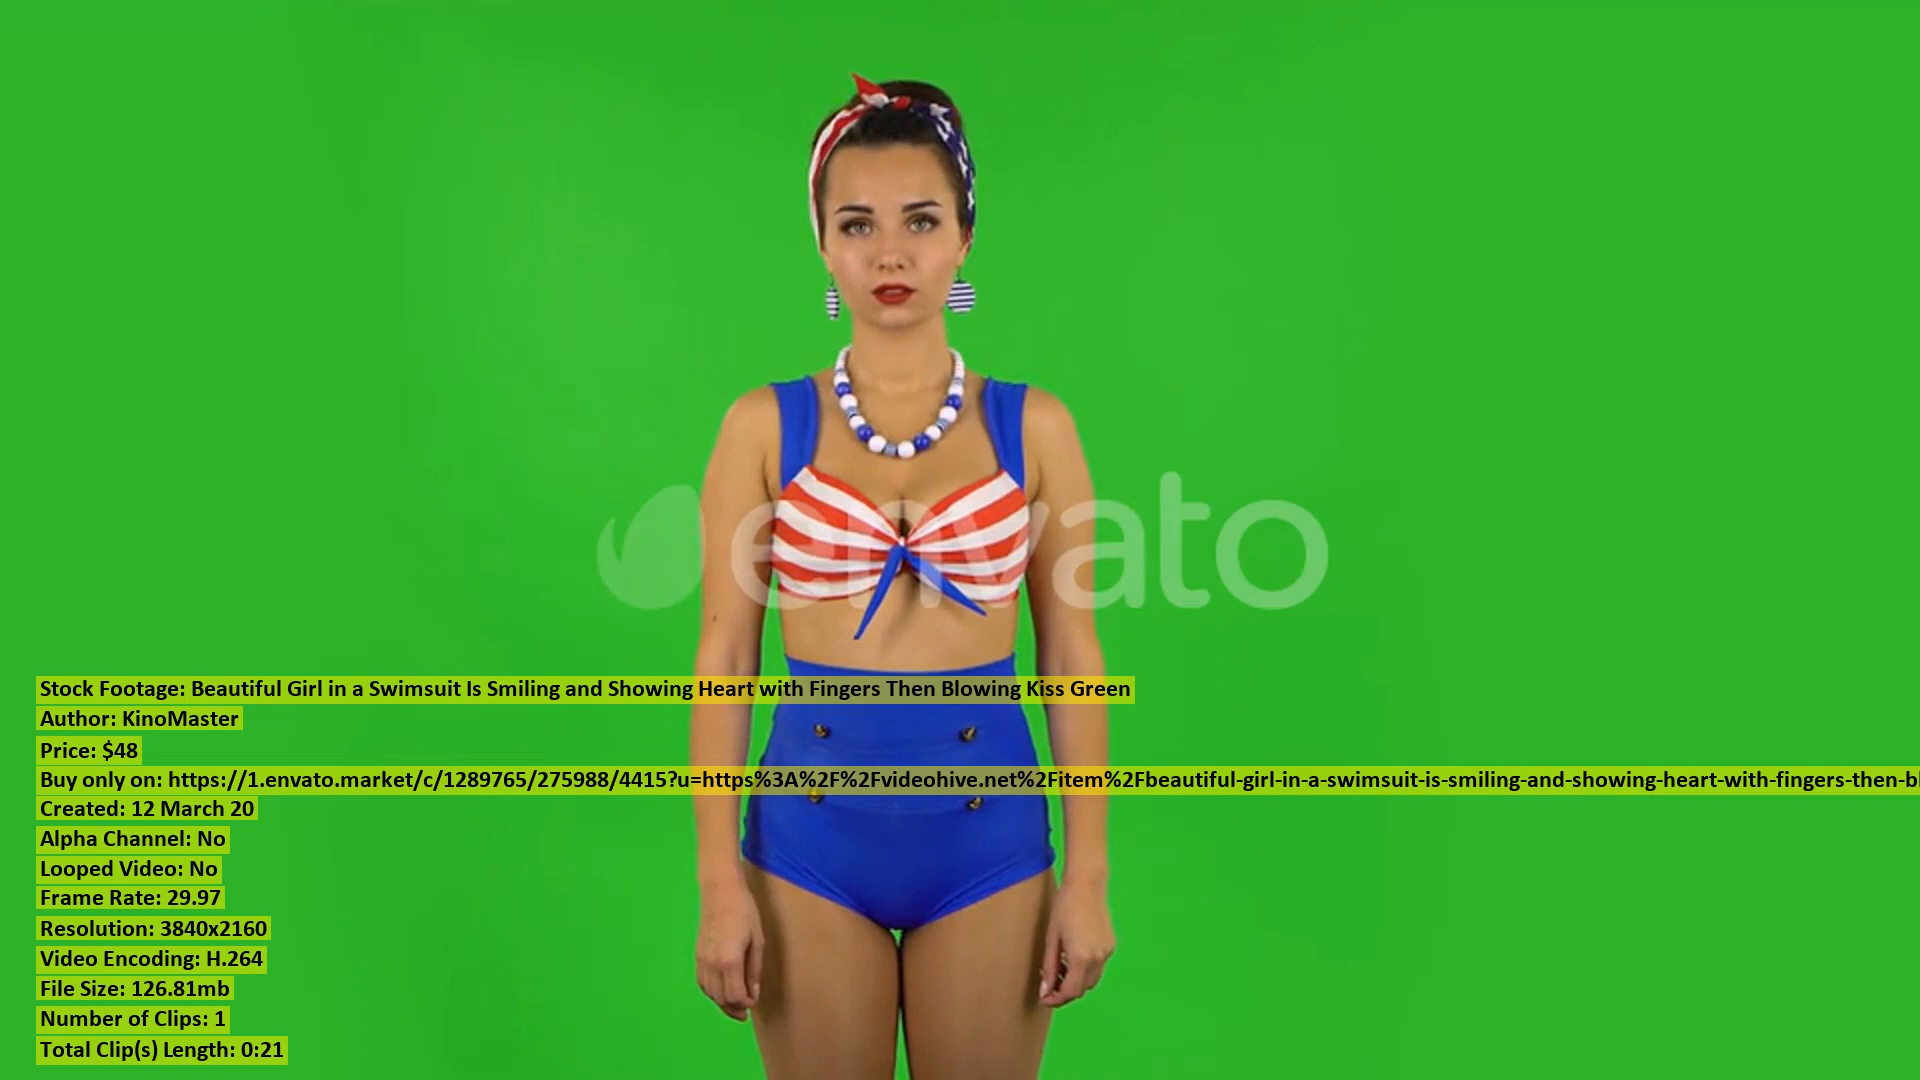 envato
Stock Footage: Beautiful Girl in a Swimsuit Is Smiling and Showing Heart with Fingers Then Blowing Kiss Green
Author: KinoMaster
Price: $48
Buy only on: https://1.envato.market/c/1289765/275988/4415?u=https%3A%2F%2Fvideohive.net%2Fitem%2Fbeautiful-girl-in-a-swimsuit-is-smiling-and-showing-heart-with-fingers-then-bl
Created: 12 March 20
Alpha Channel: No
Looped Video: No
Frame Rate: 29.97
Resolution: 3840x2160
Video Encoding: H.264
File Size: 126.81mb
Number of Clips: 1
Total Clip(s) Length: 0:21